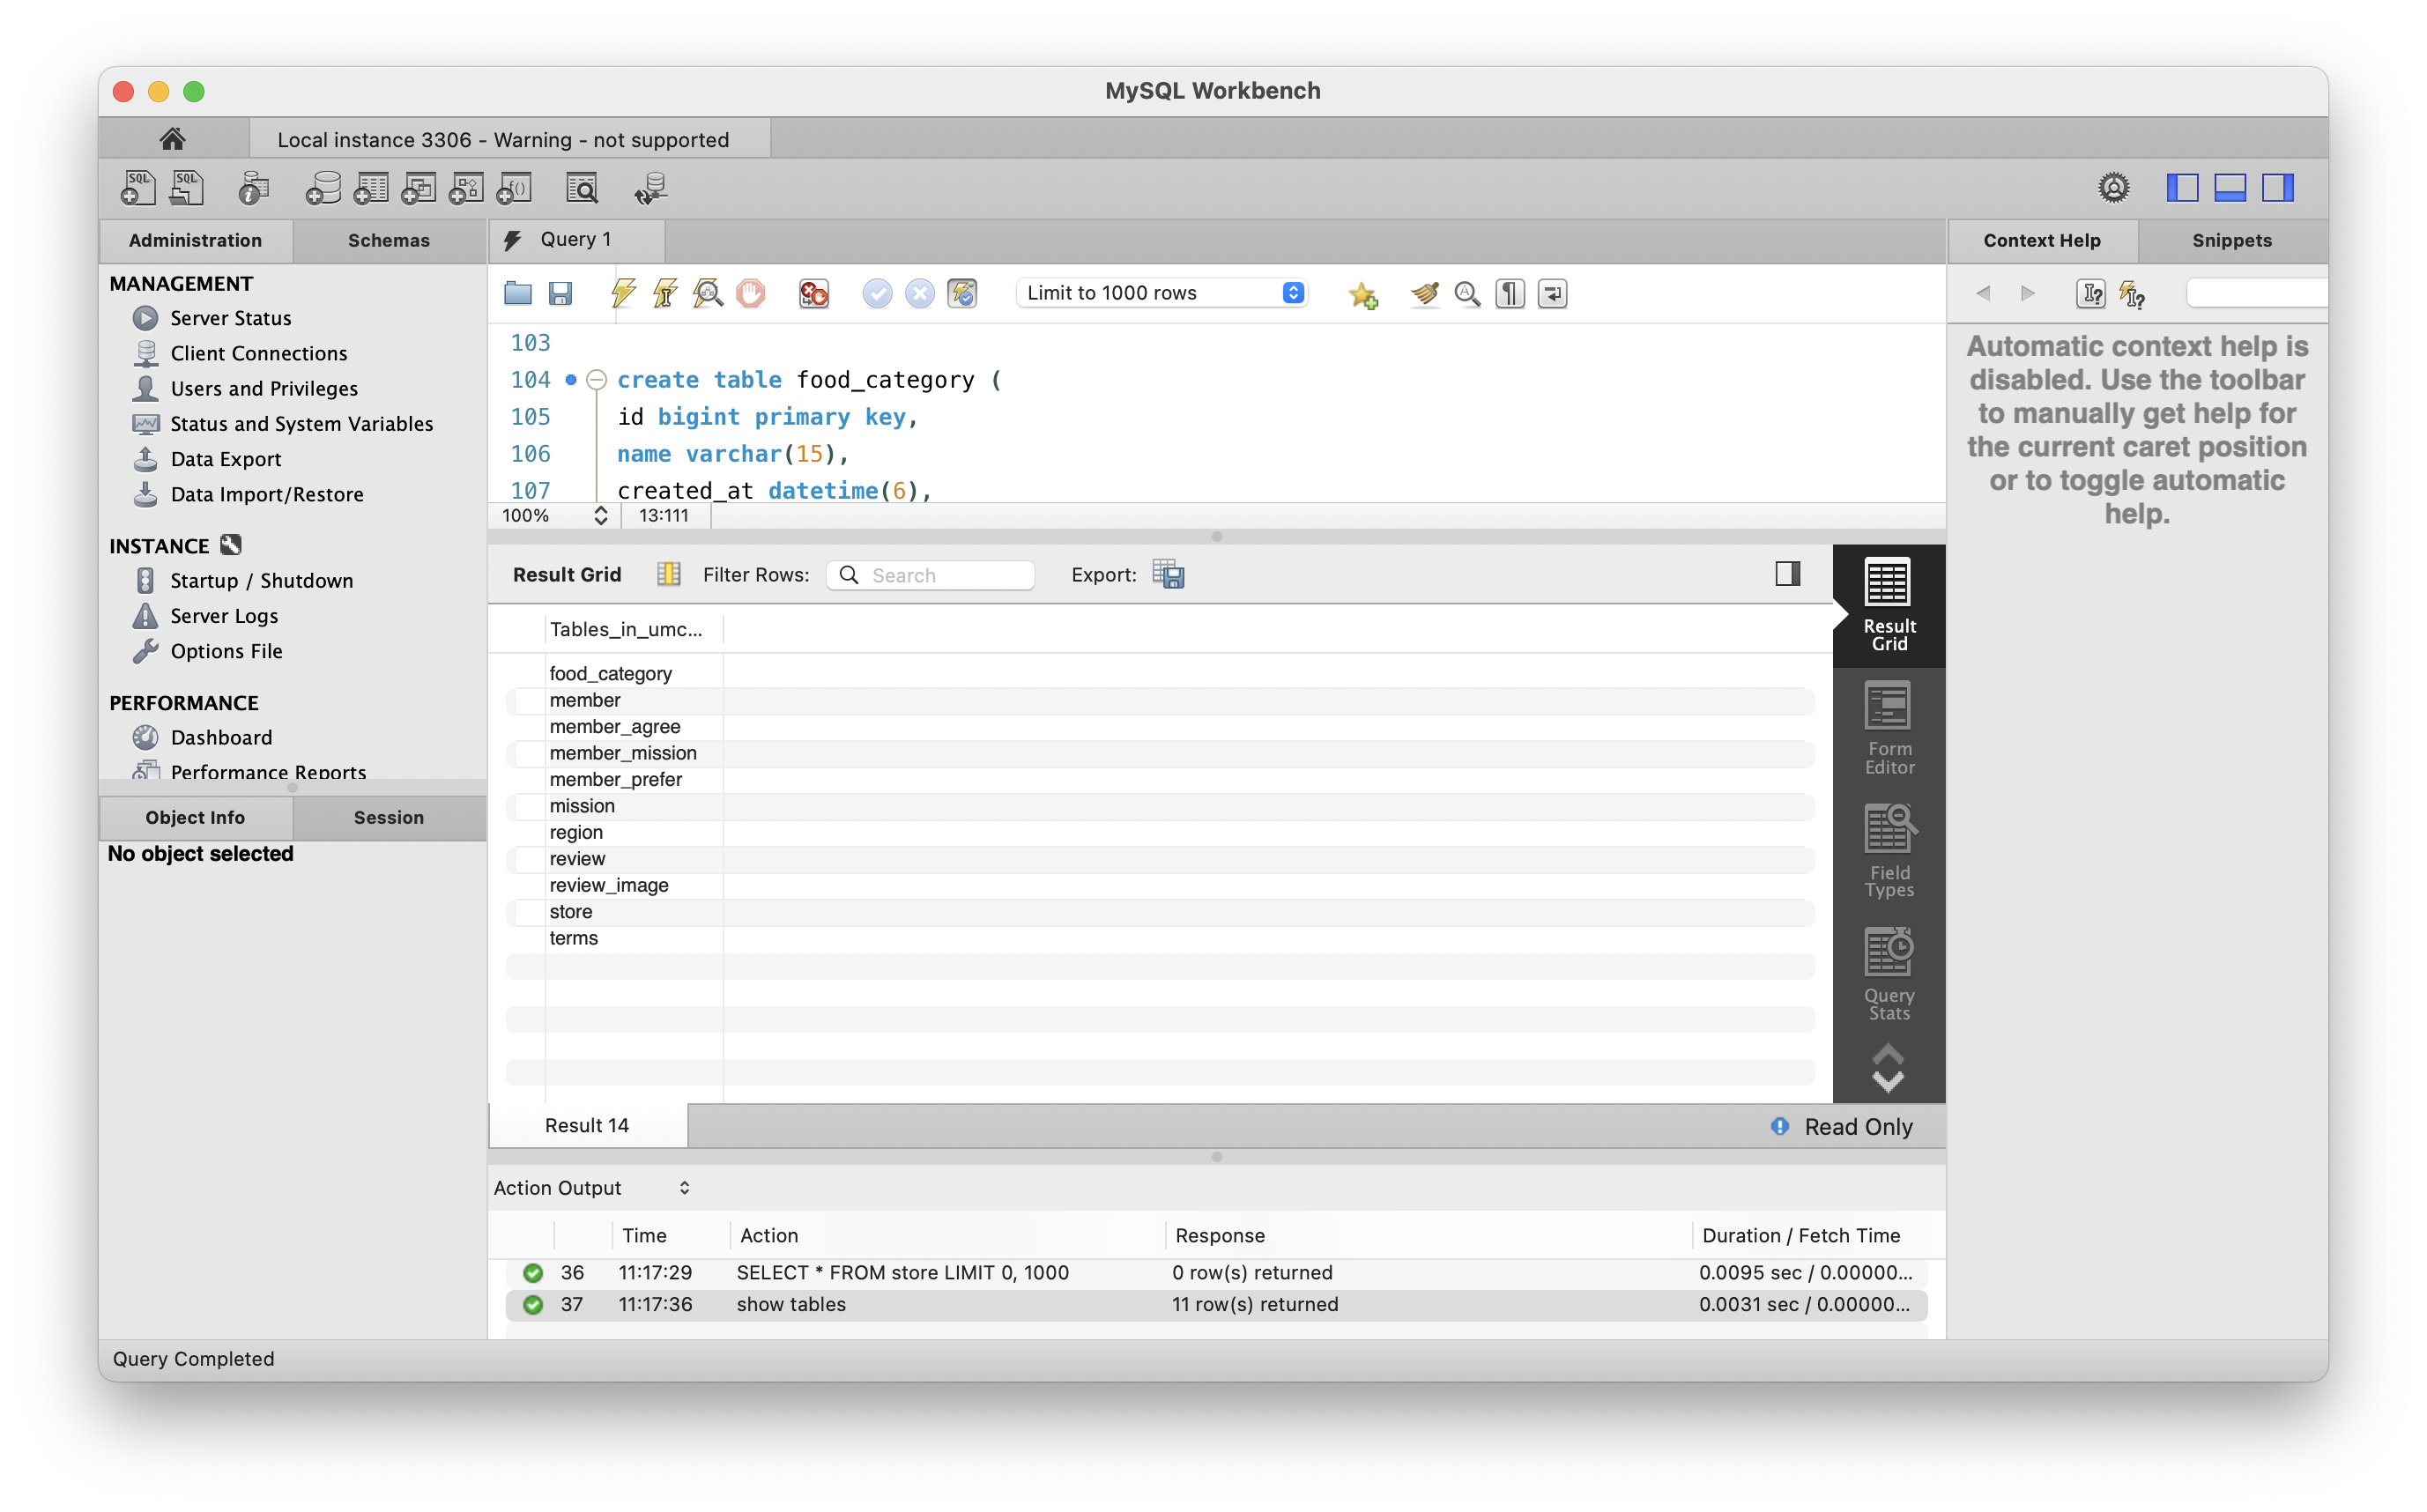 MySQL Workbench
Local instance 3306 - Warning - not supported
SQL SQL
Administration Schemas
Query 1
Context Help Snippets
MANAGEMENT
Server Status
Client Connections
Users and Privileges
Status and System Variables
Data Export
Data Import/Restore
INSTANCE
Startup / Shutdown
Server Logs
Options File
PERFORMANCE
Dashboard
Performance Reports
Object Info Session
No object selected
Limit to 1000 rows
103
104 create table food_category (
105 id bigint primary key,
106 name varchar(15),
107 created_at datetime(6),
100% 13:111
Automatic context help is
disabled. Use the toolbar
to manually get help for
the current caret position
or to toggle automatic
help.
Result Grid Filter Rows: Search Export:
Tables_in_umc...
food_category
member
member_agree
member_mission
member_prefer
mission
region
review
review_image
store
terms
Result
Grid
Form
Editor
Field
Types
Query
Stats
Result 14
Read Only
Action Output
Time Action Response Duration / Fetch Time
36 11:17:29 SELECT * FROM store LIMIT 0, 1000 0 row(s) returned 0.0095 sec / 0.00000...
37 11:17:36 show tables 11 row(s) returned 0.0031 sec / 0.00000...
Query Completed